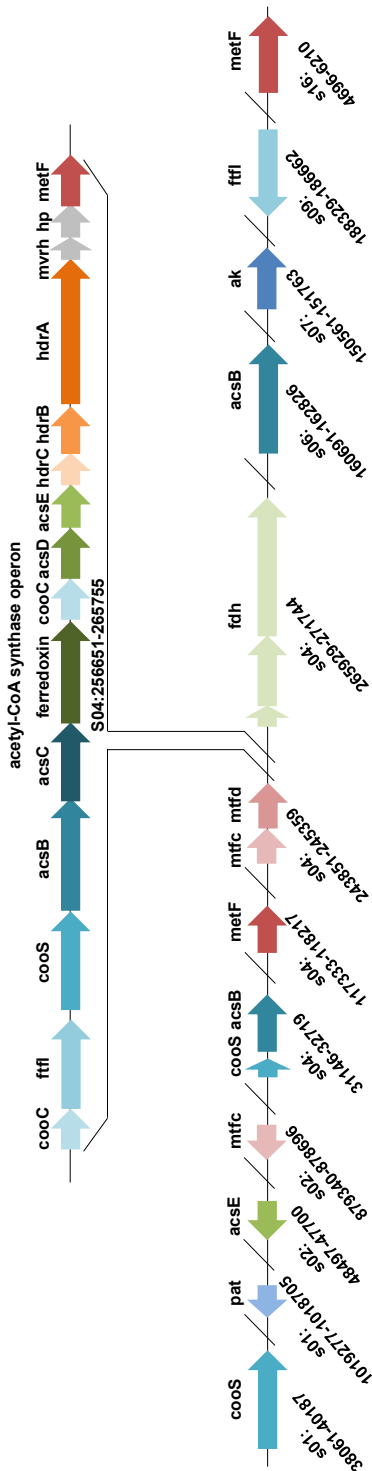 acetyl-CoA synthase operon
cooC ftfl cooS acsB acsC ferredoxin cooC acsD acsE hdrC hdrB hdrA mvrh hp metF
S04:256651-265755
cooS pat acsE mtfc cooS acsB metF mtfc mtfd fdh acsB ak ftfl metF
s01:
38061-40187
s01:
1019277-1018705
s02:
48497-47700
s02:
879340-878696
s04:
31146-32719
s04:
117333-118217
s04:
243851-245359
s04:
265929-271744
s06:
160691-162826
s07:
150561-151763
s09:
188329-186662
s16:
4696-6210